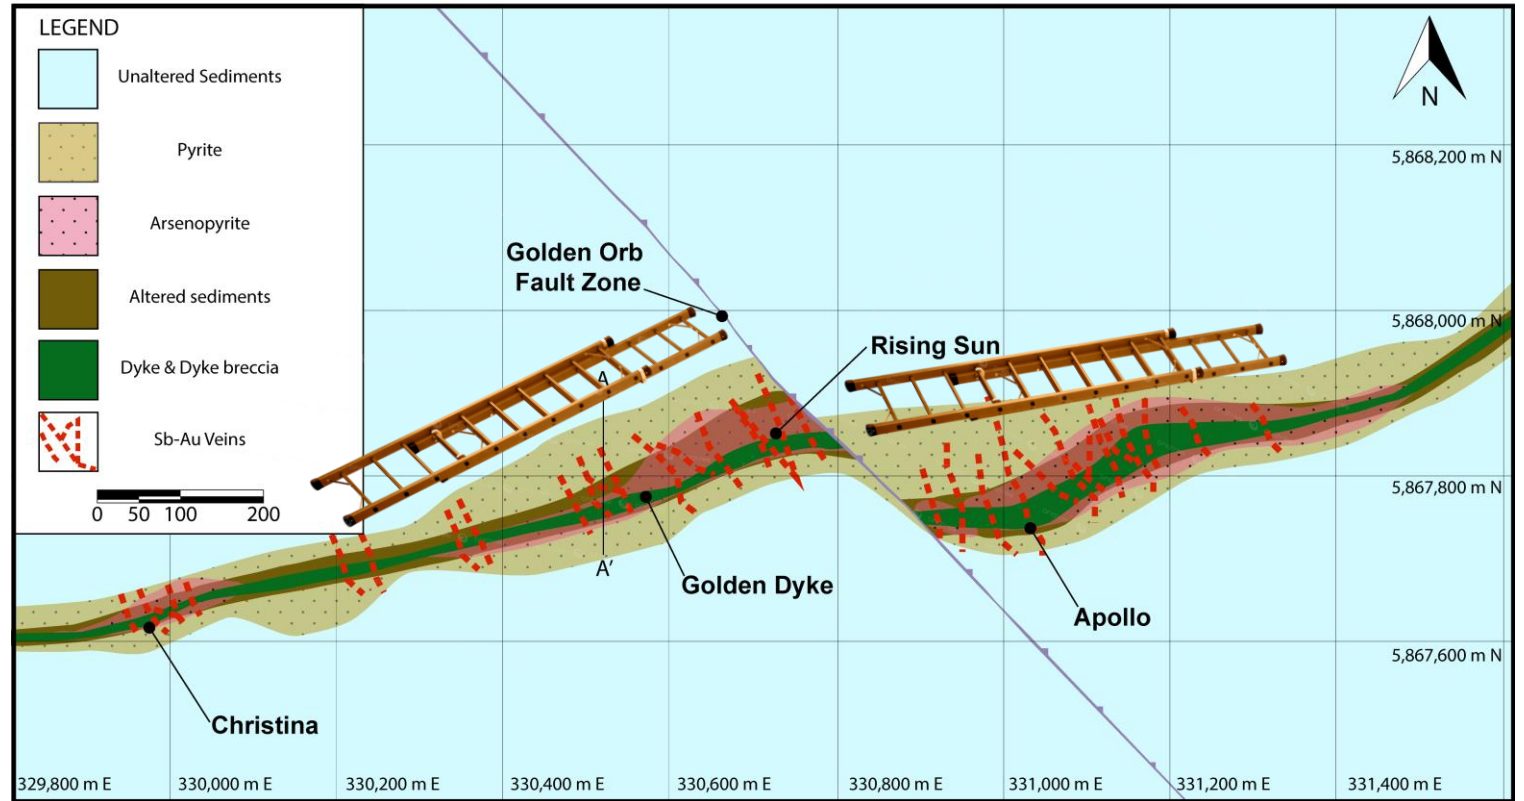 LEGEND
Unaltered Sediments
Pyrite
Arsenopyrite
Altered sediments
Dyke & Dyke breccia
Sb-Au Veins
0 50 100 200
N
5,868,200 m N
Golden Orb
Fault Zone
5,868,000 m N
Rising Sun
A
5,867,800 m N
A'
Golden Dyke
Apollo
5,867,600 m N
Christina
329,800 m E 330,000 m E 330,200 m E 330,400 m E 330,600 m E 330,800 m E 331,000 m E 331,200 m E 331,400 m E